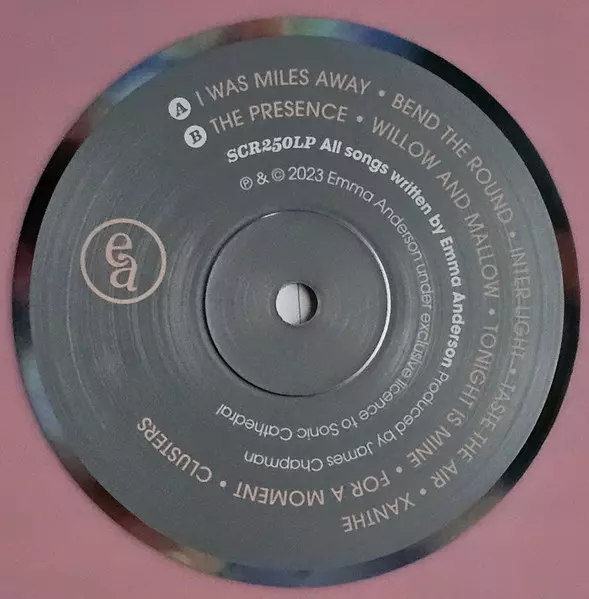 A I WAS MILES AWAY • BEND THE ROUND • INTER LIGHT • TASTE THE AIR • XANTHE
B THE PRESENCE • WILLOW AND MALLOW • TONIGHT IS MINE • FOR A MOMENT • CLUSTERS
SCR250LP All songs written by Emma Anderson Produced by James Chapman
℗ & © 2023 Emma Anderson under exclusive licence to Sonic Cathedral
ea